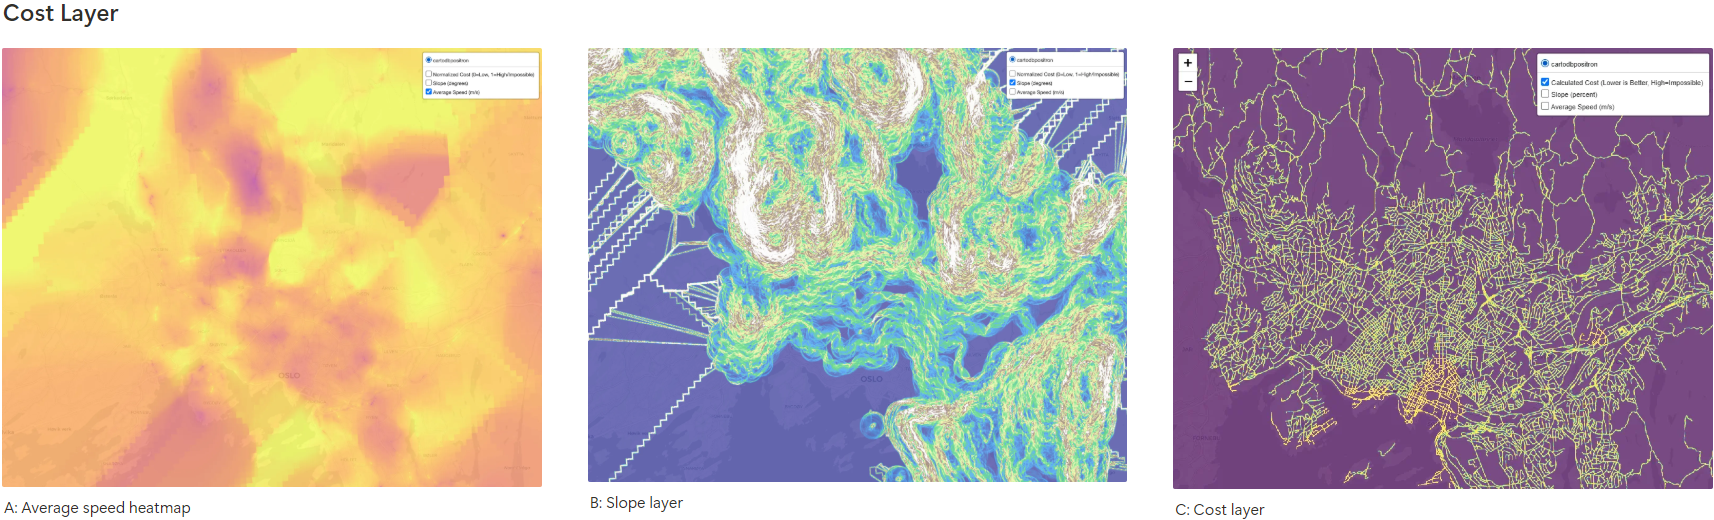 Cost Layer
cartodbpositron
Normalized Cost (0=Low, 1=High/Impossible)
Slope (degrees)
Average Speed (m/s)
OSLO
A: Average speed heatmap
cartodbpositron
Normalized Cost (0=Low, 1=High/Impossible)
Slope (degrees)
Average Speed (m/s)
OSLO
B: Slope layer
+
−
cartodbpositron
Calculated Cost (Lower is Better, High=Impossible)
Slope (percent)
Average Speed (m/s)
C: Cost layer